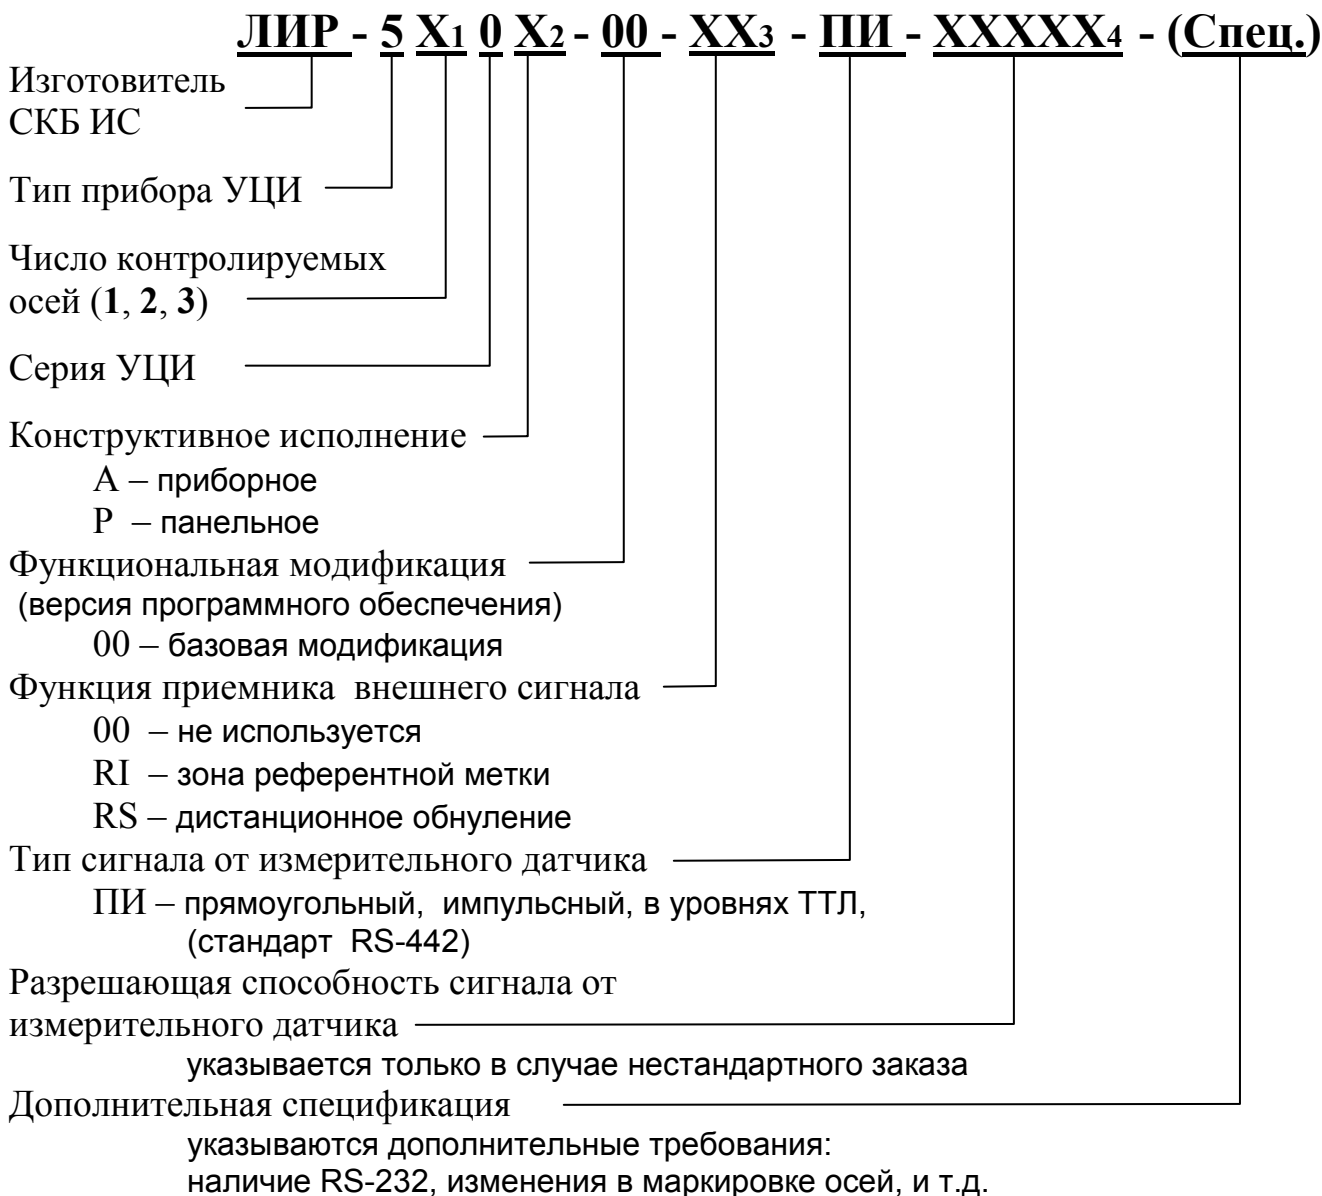 ЛИР - 5 X1 0 X2 - 00 - XX3 - ПИ - XXXXX4 - (Спец.)
Изготовитель
СКБ ИС
Тип прибора УЦИ
Число контролируемых
осей (1, 2, 3)
Серия УЦИ
Конструктивное исполнение
А – приборное
Р – панельное
Функциональная модификация
(версия программного обеспечения)
00 – базовая модификация
Функция приемника внешнего сигнала
00 – не используется
RI – зона референтной метки
RS – дистанционное обнуление
Тип сигнала от измерительного датчика
ПИ – прямоугольный, импульсный, в уровнях ТТЛ,
(стандарт RS-442)
Разрешающая способность сигнала от
измерительного датчика
указывается только в случае нестандартного заказа
Дополнительная спецификация
указываются дополнительные требования:
наличие RS-232, изменения в маркировке осей, и т.д.